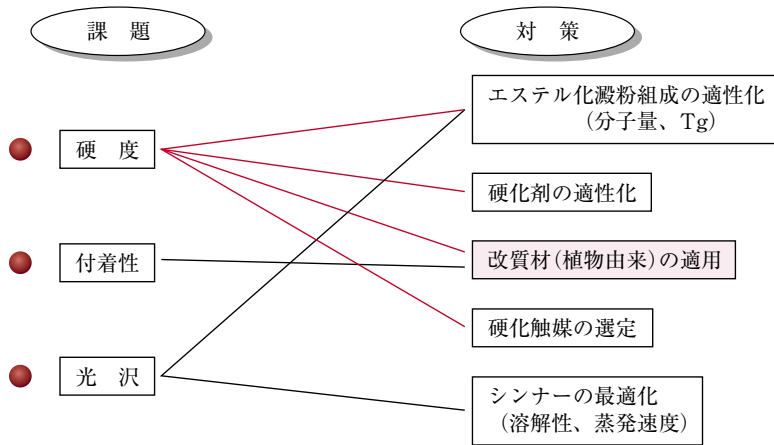 課　題
対　策
硬　度
付着性
光　沢
エステル化澱粉組成の適性化
（分子量、Tg）
硬化剤の適性化
改質材（植物由来）の適用
硬化触媒の選定
シンナーの最適化
（溶解性、蒸発速度）